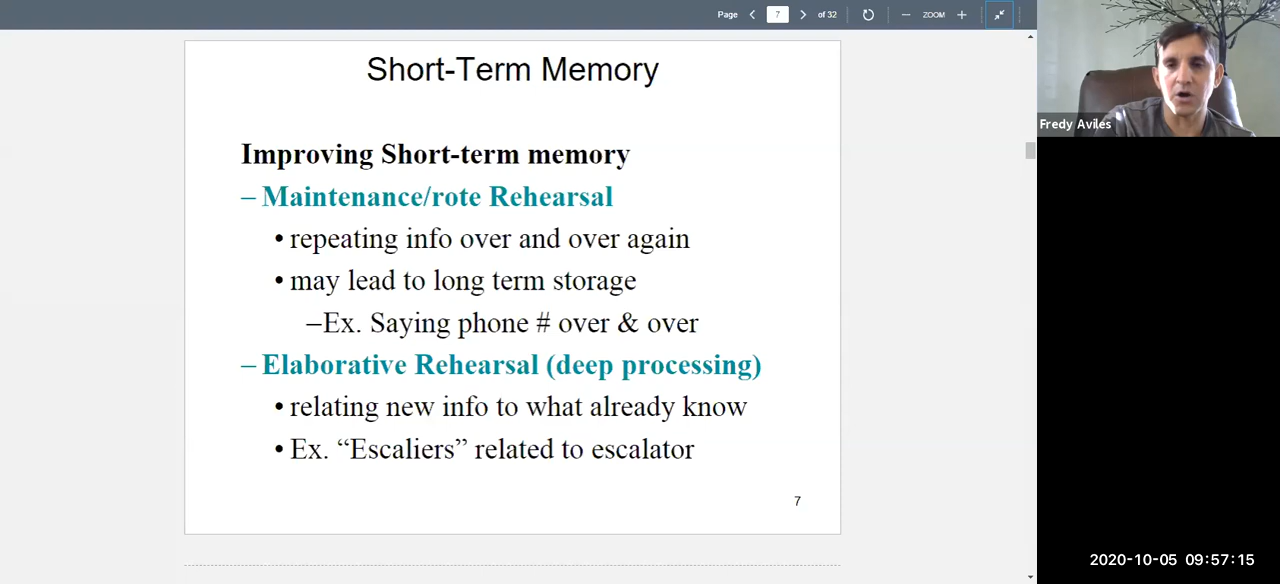 Page 7 of 32 ZOOM
Short-Term Memory
Improving Short-term memory
– Maintenance/rote Rehearsal
• repeating info over and over again
• may lead to long term storage
–Ex. Saying phone # over & over
– Elaborative Rehearsal (deep processing)
• relating new info to what already know
• Ex. “Escaliers” related to escalator
7
Fredy Aviles
2020-10-05 09:57:15